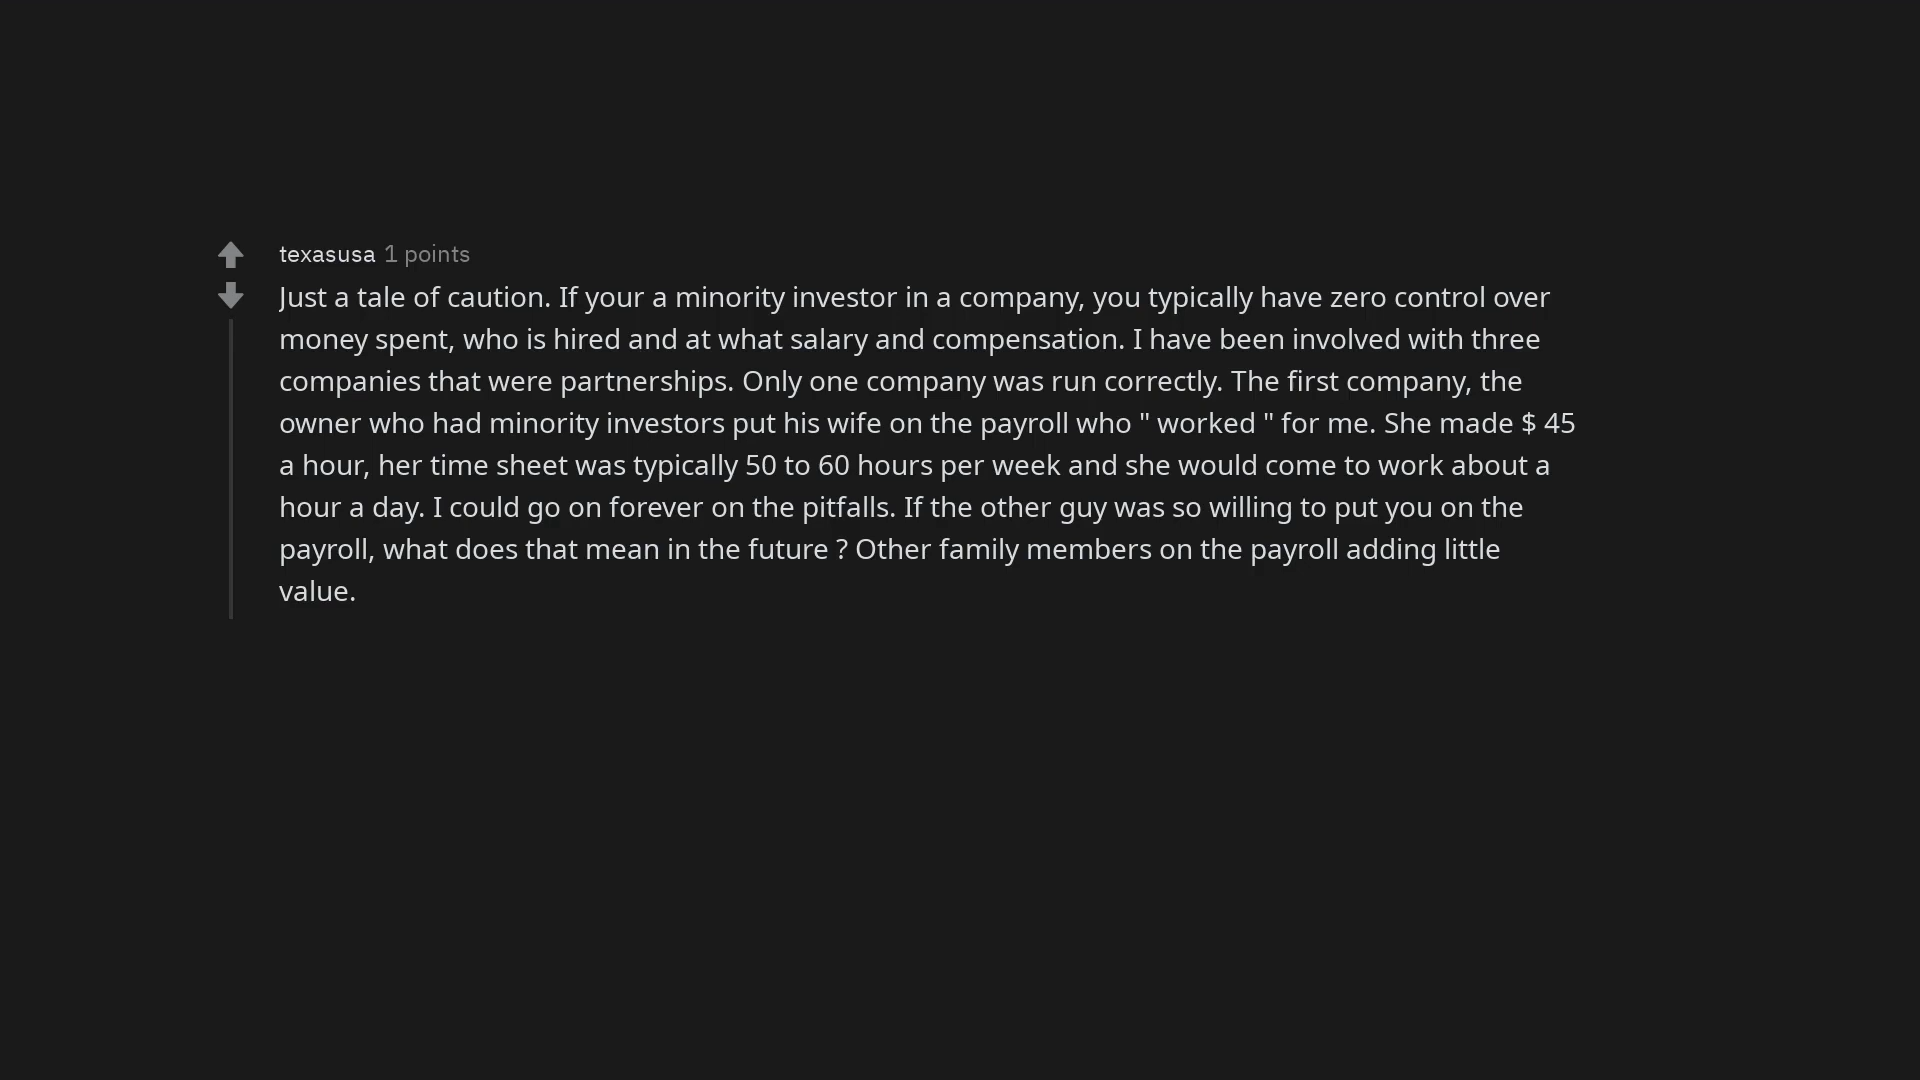 texasusa 1 points
Just a tale of caution. If your a minority investor in a company, you typically have zero control over
money spent, who is hired and at what salary and compensation. I have been involved with three
companies that were partnerships. Only one company was run correctly. The first company, the
owner who had minority investors put his wife on the payroll who " worked " for me. She made $ 45
a hour, her time sheet was typically 50 to 60 hours per week and she would come to work about a
hour a day. I could go on forever on the pitfalls. If the other guy was so willing to put you on the
payroll, what does that mean in the future ? Other family members on the payroll adding little
value.